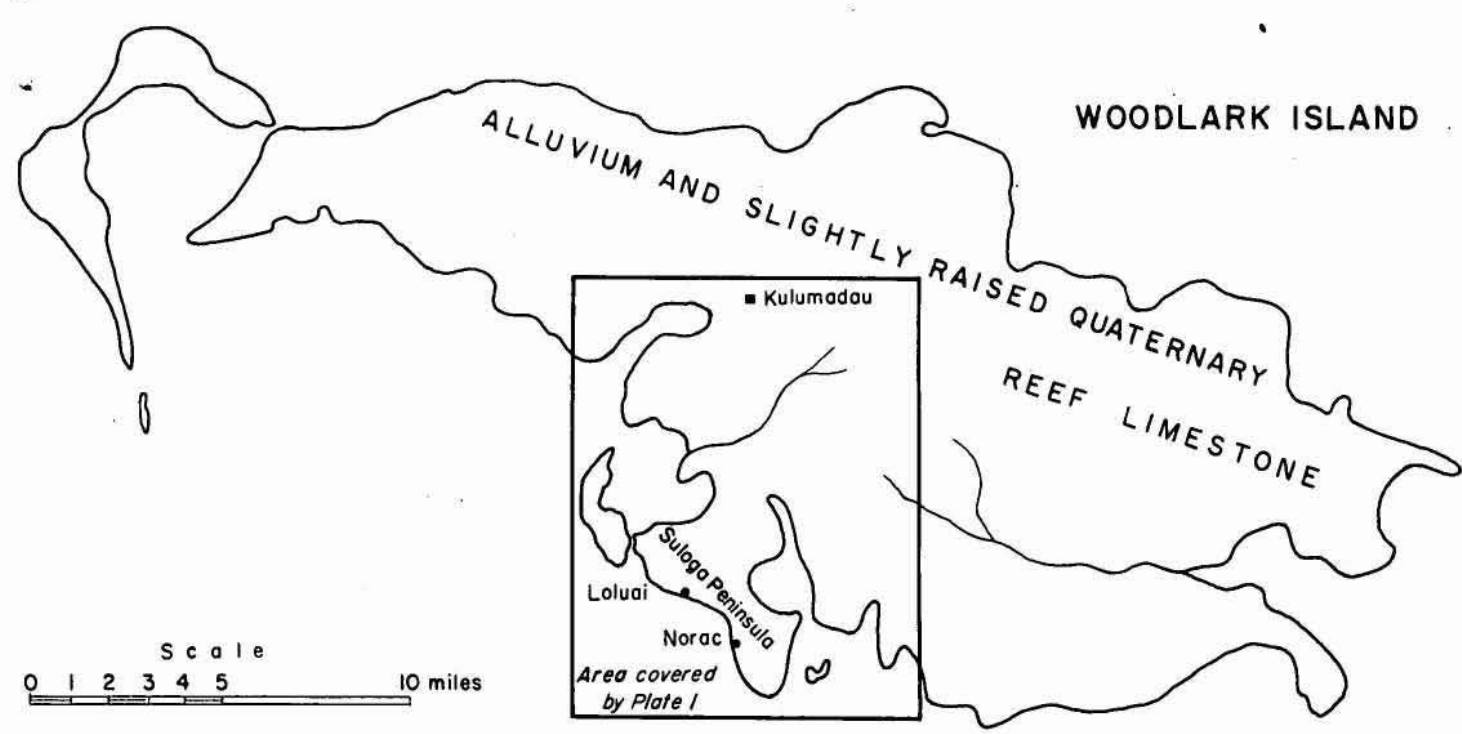 WOODLARK ISLAND
ALLUVIUM AND SLIGHTLY RAISED QUATERNARY
REEF LIMESTONE
Kulumadau
Suloga Peninsula
Loluai
Norac
Area covered
by Plate I
Scale
0 1 2 3 4 5 10 miles